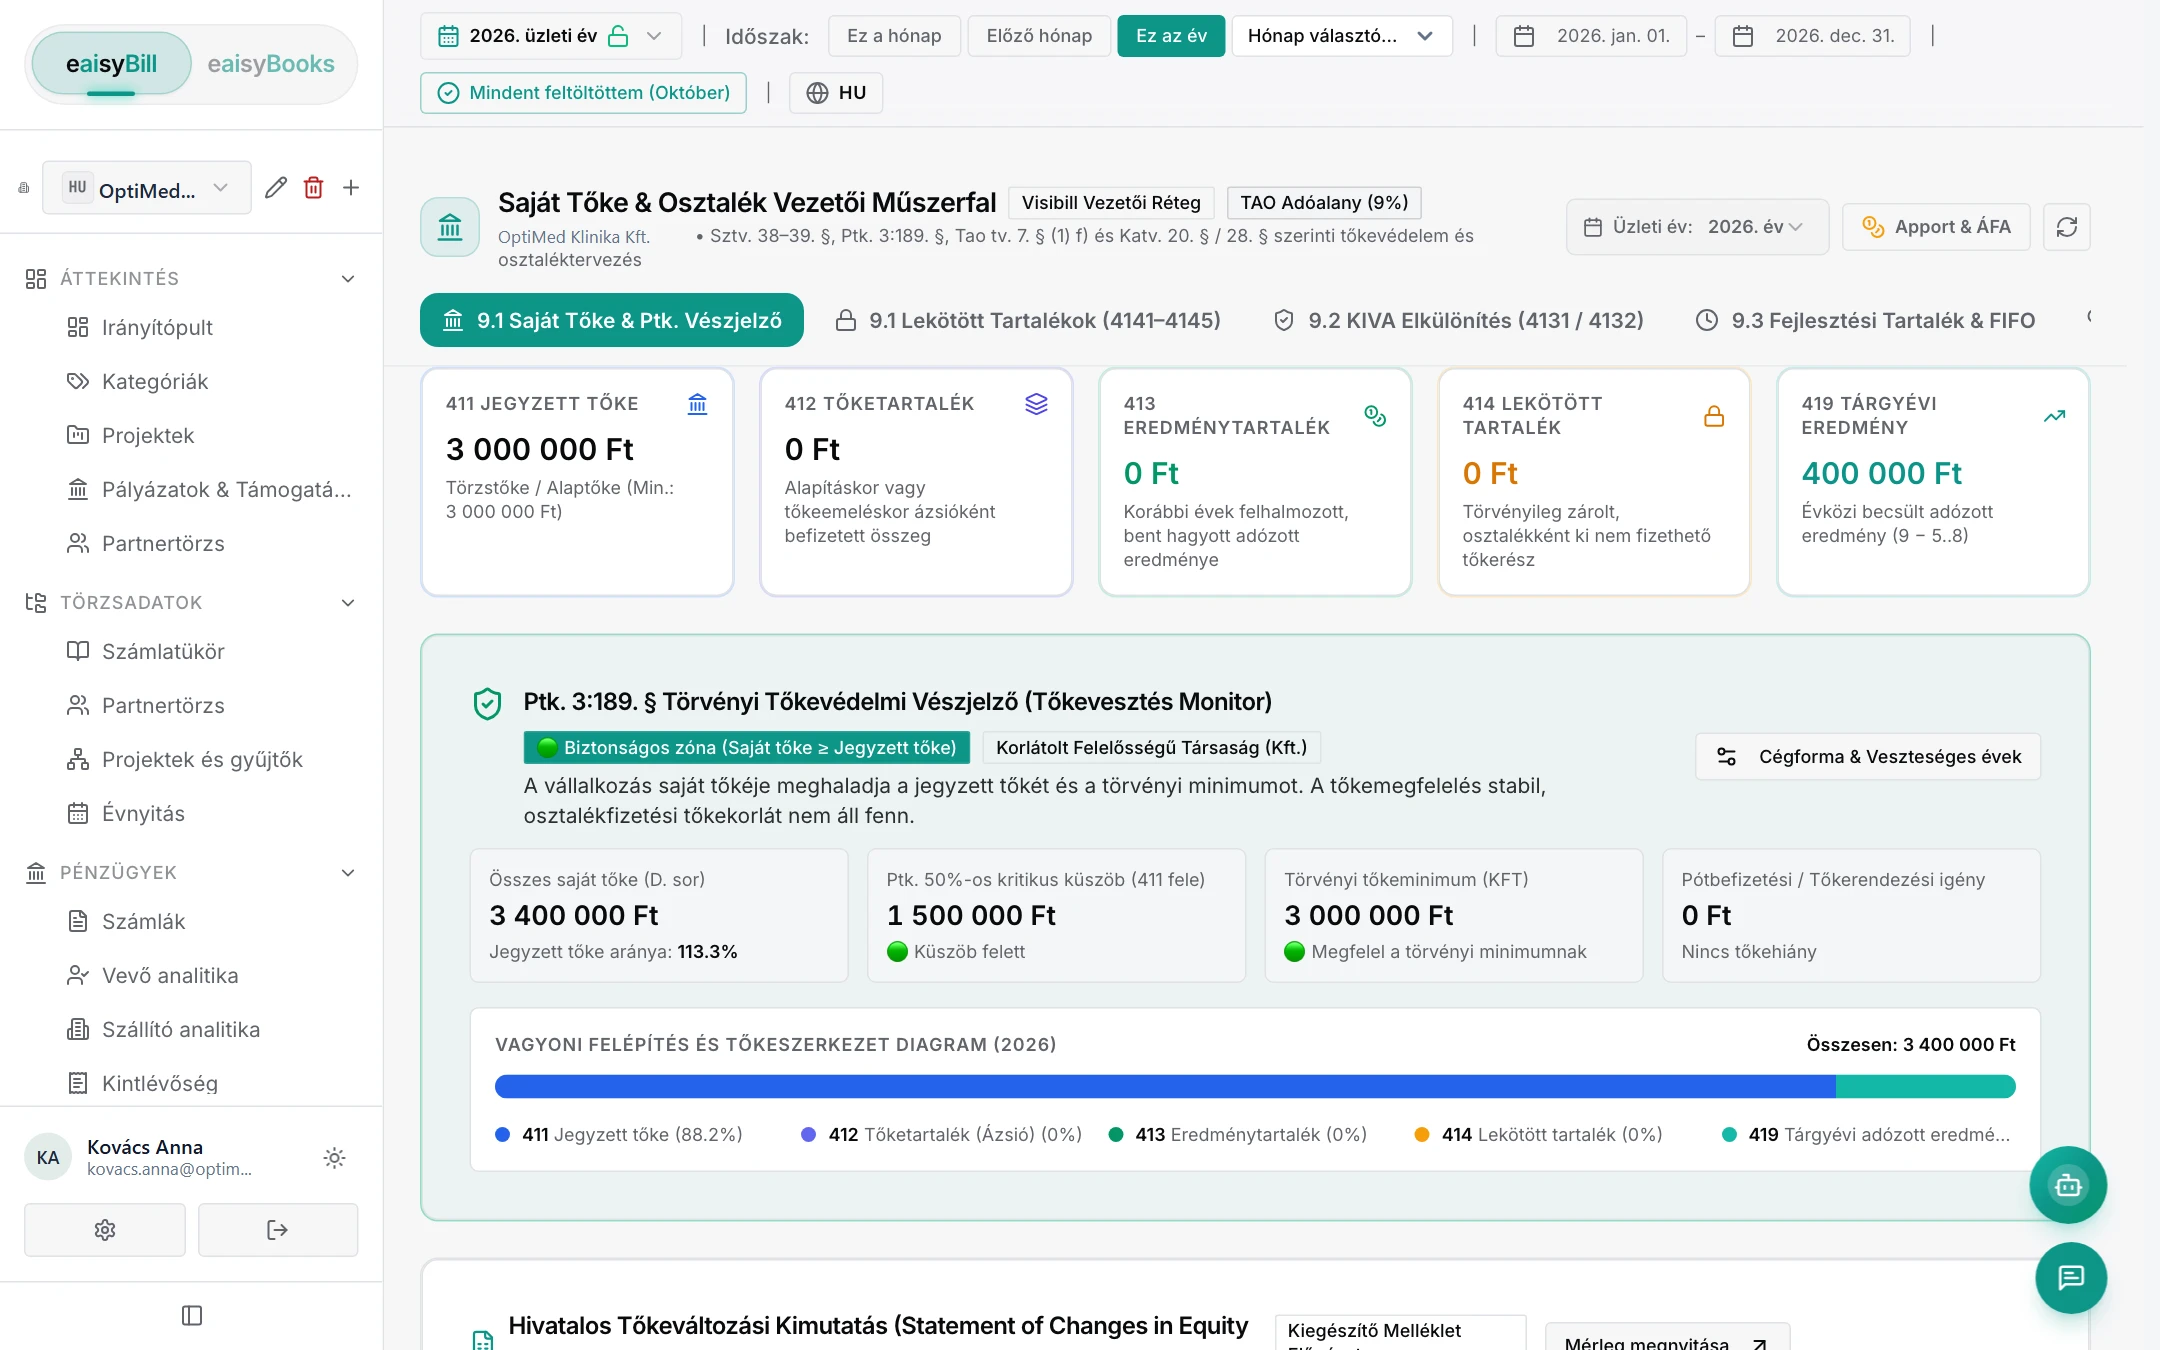 eaisyBill
eaisyBooks
HU OptiMed...
ÁTTEKINTÉS
Irányítópult
Kategóriák
Projektek
Pályázatok & Támogatá...
Partnertörzs
TÖRZSADATOK
Számlatükör
Partnertörzs
Projektek és gyűjtők
Évnyitás
PÉNZÜGYEK
Számlák
Vevő analitika
Szállító analitika
Kintlévőség
KA
Kovács Anna
kovacs.anna@optim...
2026. üzleti év
Időszak:
Ez a hónap
Előző hónap
Ez az év
Hónap választó...
2026. jan. 01.
–
2026. dec. 31.
Mindent feltöltöttem (Október)
HU
Saját Tőke & Osztalék Vezetői Műszerfal
Visibill Vezetői Réteg
TAO Adóalany (9%)
OptiMed Klinika Kft.
• Sztv. 38–39. §, Ptk. 3:189. §, Tao tv. 7. § (1) f) és Katv. 20. § / 28. § szerinti tőkevédelem és
osztaléktervezés
Üzleti év: 2026. év
Apport & ÁFA
9.1 Saját Tőke & Ptk. Vészjelző
9.1 Lekötött Tartalékok (4141–4145)
9.2 KIVA Elkülönítés (4131 / 4132)
9.3 Fejlesztési Tartalék & FIFO
411 JEGYZETT TŐKE
3 000 000 Ft
Törzstőke / Alaptőke (Min.:
3 000 000 Ft)
412 TŐKETARTALÉK
0 Ft
Alapításkor vagy
tőkeemeléskor ázsióként
befizetett összeg
413
EREDMÉNYTARTALÉK
0 Ft
Korábbi évek felhalmozott,
bent hagyott adózott
eredménye
414 LEKÖTÖTT
TARTALÉK
0 Ft
Törvényileg zárolt,
osztalékként ki nem fizethető
tőkerész
419 TÁRGYÉVI
EREDMÉNY
400 000 Ft
Évközi becsült adózott
eredmény (9 − 5..8)
Ptk. 3:189. § Törvényi Tőkevédelmi Vészjelző (Tőkevesztés Monitor)
Biztonságos zóna (Saját tőke ≥ Jegyzett tőke)
Korlátolt Felelősségű Társaság (Kft.)
A vállalkozás saját tőkéje meghaladja a jegyzett tőkét és a törvényi minimumot. A tőkemegfelelés stabil,
osztalékfizetési tőkekorlát nem áll fenn.
Cégforma & Veszteséges évek
Összes saját tőke (D. sor)
3 400 000 Ft
Jegyzett tőke aránya: 113.3%
Ptk. 50%-os kritikus küszöb (411 fele)
1 500 000 Ft
Küszöb felett
Törvényi tőkeminimum (KFT)
3 000 000 Ft
Megfelel a törvényi minimumnak
Pótbefizetési / Tőkerendezési igény
0 Ft
Nincs tőkehiány
VAGYONI FELÉPÍTÉS ÉS TŐKESZERKEZET DIAGRAM (2026)
Összesen: 3 400 000 Ft
411 Jegyzett tőke (88.2%)
412 Tőketartalék (Ázsió) (0%)
413 Eredménytartalék (0%)
414 Lekötött tartalék (0%)
419 Tárgyévi adózott eredmé...
Hivatalos Tőkeváltozási Kimutatás (Statement of Changes in Equity
Kiegészítő Melléklet
Mérleg megnyitása